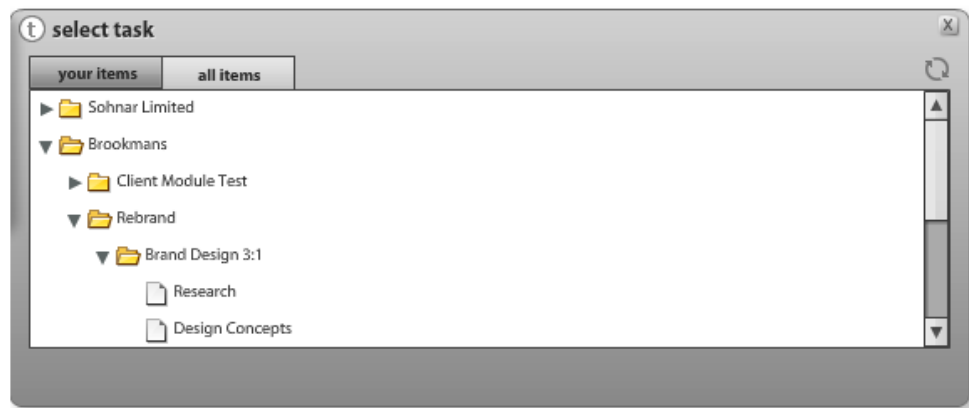 t select task
X
your items all items
Sohnar Limited
Brookmans
Client Module Test
Rebrand
Brand Design 3:1
Research
Design Concepts